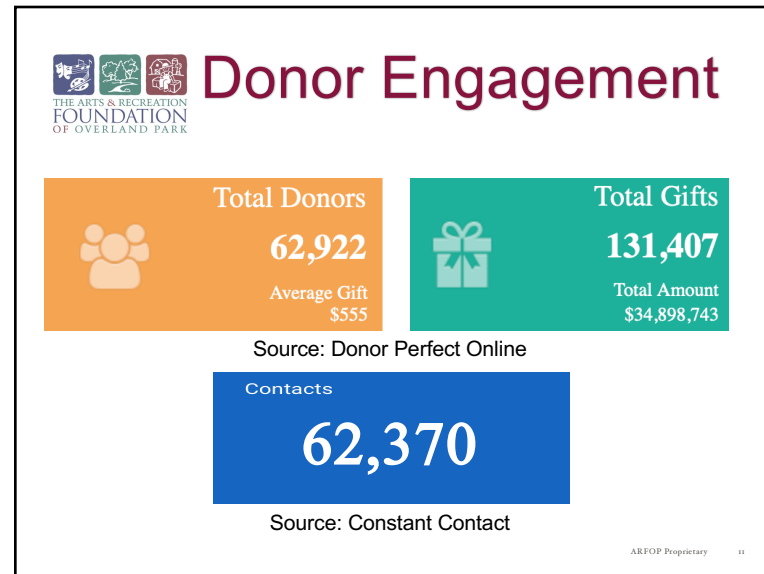 THE ARTS & RECREATION
FOUNDATION
OF OVERLAND PARK
Donor Engagement
Total Donors
62,922
Average Gift
$555
Total Gifts
131,407
Total Amount
$34,898,743
Source: Donor Perfect Online
Contacts
62,370
Source: Constant Contact
ARFOP Proprietary 11